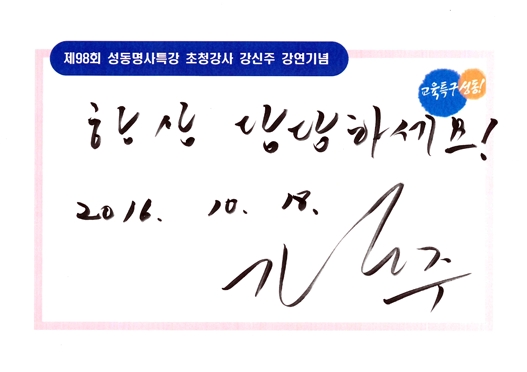 제98회 성동명사특강 초청강사 강신주 강연기념
교육특구 성동!
항상 당당하세요!
2016. 10. 18.
강신주